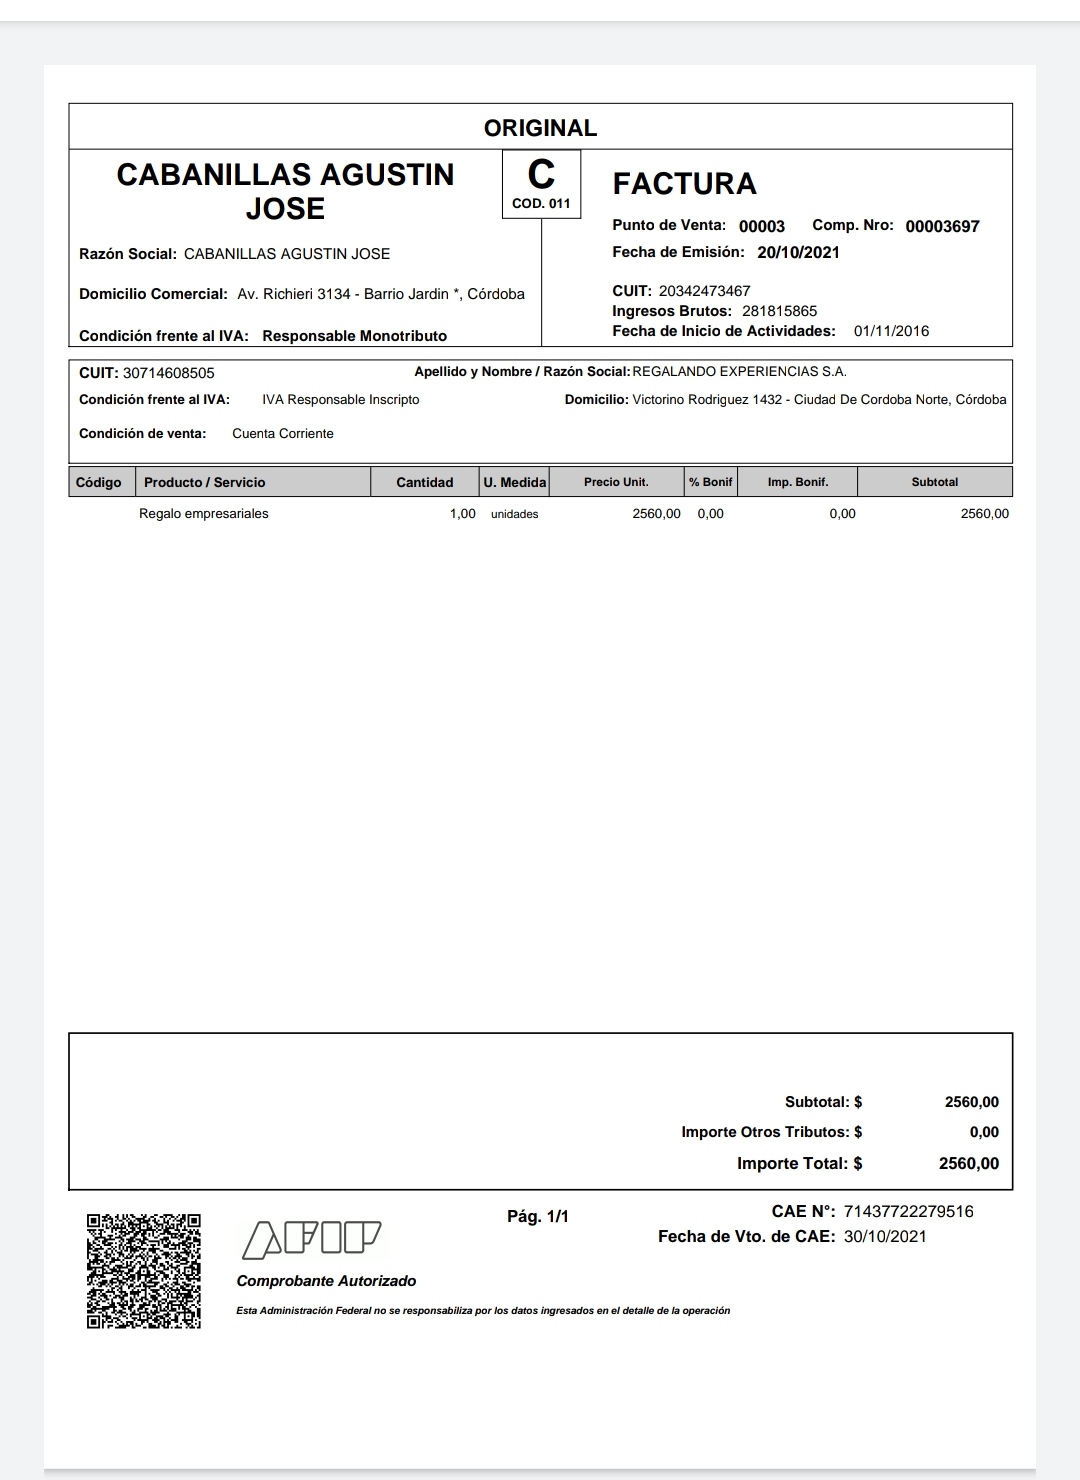 ORIGINAL
CABANILLAS AGUSTIN
JOSE
C
COD. 011
FACTURA
Punto de Venta: 00003 Comp. Nro: 00003697
Fecha de Emisión: 20/10/2021
Razón Social: CABANILLAS AGUSTIN JOSE
Domicilio Comercial: Av. Richieri 3134 - Barrio Jardin *, Córdoba
Condición frente al IVA: Responsable Monotributo
CUIT: 20342473467
Ingresos Brutos: 281815865
Fecha de Inicio de Actividades: 01/11/2016
CUIT: 30714608505 Apellido y Nombre / Razón Social: REGALANDO EXPERIENCIAS S.A.
Condición frente al IVA: IVA Responsable Inscripto Domicilio: Victorino Rodriguez 1432 - Ciudad De Cordoba Norte, Córdoba
Condición de venta: Cuenta Corriente
Código Producto / Servicio Cantidad U. Medida Precio Unit. % Bonif Imp. Bonif. Subtotal
Regalo empresariales 1,00 unidades 2560,00 0,00 0,00 2560,00
Subtotal: $ 2560,00
Importe Otros Tributos: $ 0,00
Importe Total: $ 2560,00
AFIP
Pág. 1/1
CAE N°: 71437722279516
Fecha de Vto. de CAE: 30/10/2021
Comprobante Autorizado
Esta Administración Federal no se responsabiliza por los datos ingresados en el detalle de la operación